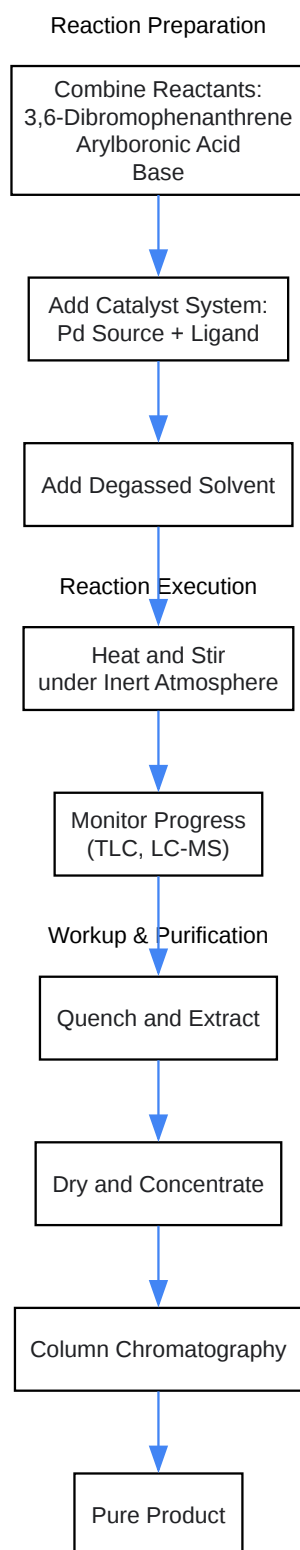 Reaction Preparation
Combine Reactants:
3,6-Dibromophenanthrene
Arylboronic Acid
Base
Add Catalyst System:
Pd Source + Ligand
Add Degassed Solvent
Reaction Execution
Heat and Stir
under Inert Atmosphere
Monitor Progress
(TLC, LC-MS)
Workup & Purification
Quench and Extract
Dry and Concentrate
Column Chromatography
Pure Product